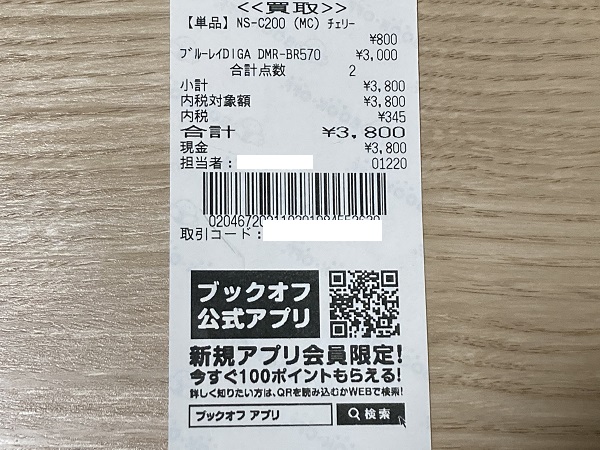 <<買取>>
【単品】NS-C200 (MC) ﾁｪﾘｰ
¥800
ﾌﾞﾙｰﾚｲDIGA DMR-BR570 ¥3,000
合計点数 2
小計 ¥3,800
内税対象額 ¥3,800
内税 ¥345
合計 ¥3,800
現金 ¥3,800
担当者： 01220
取引コード：
ブックオフ
公式アプリ
新規アプリ会員限定!
今すぐ100ポイントもらえる!
詳しく知りたい方は、QRを読み込むかWEBで検索!
ブックオフ アプリ 検索